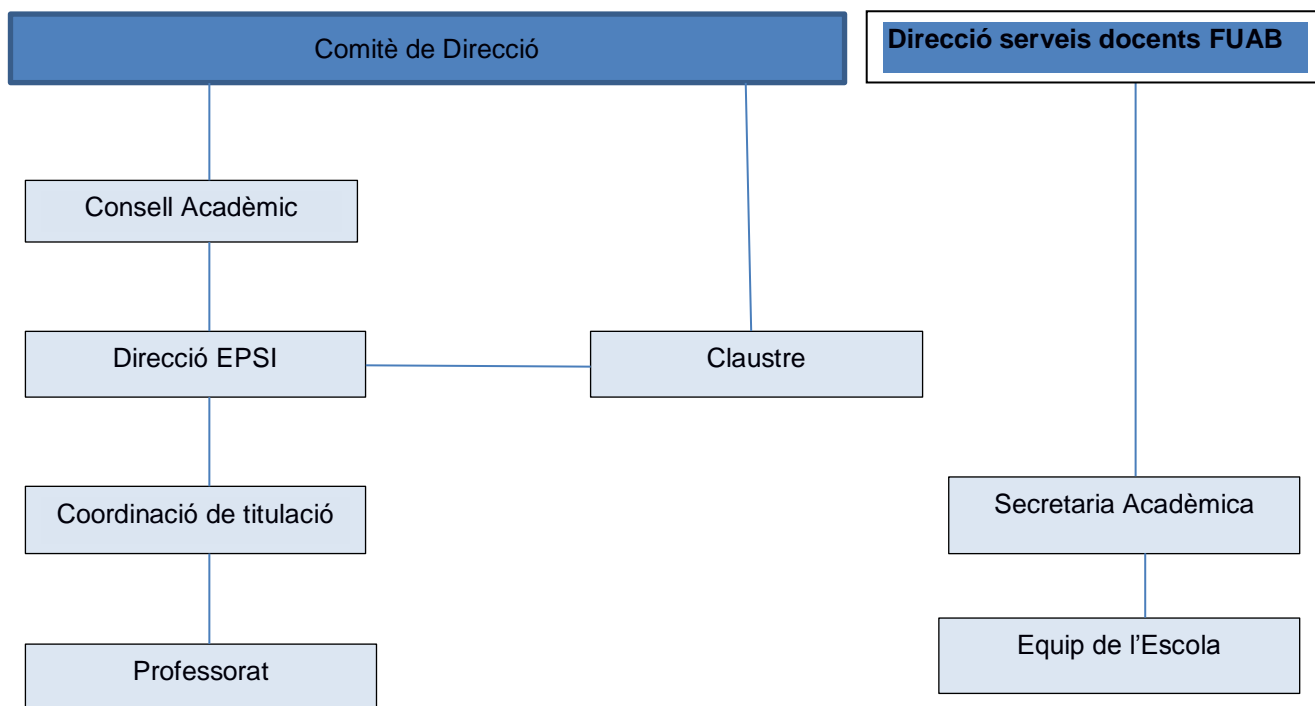 Comitè de Direcció
Direcció serveis docents FUAB
Consell Acadèmic
Direcció EPSI
Claustre
Coordinació de titulació
Secretaria Acadèmica
Professorat
Equip de l’Escola